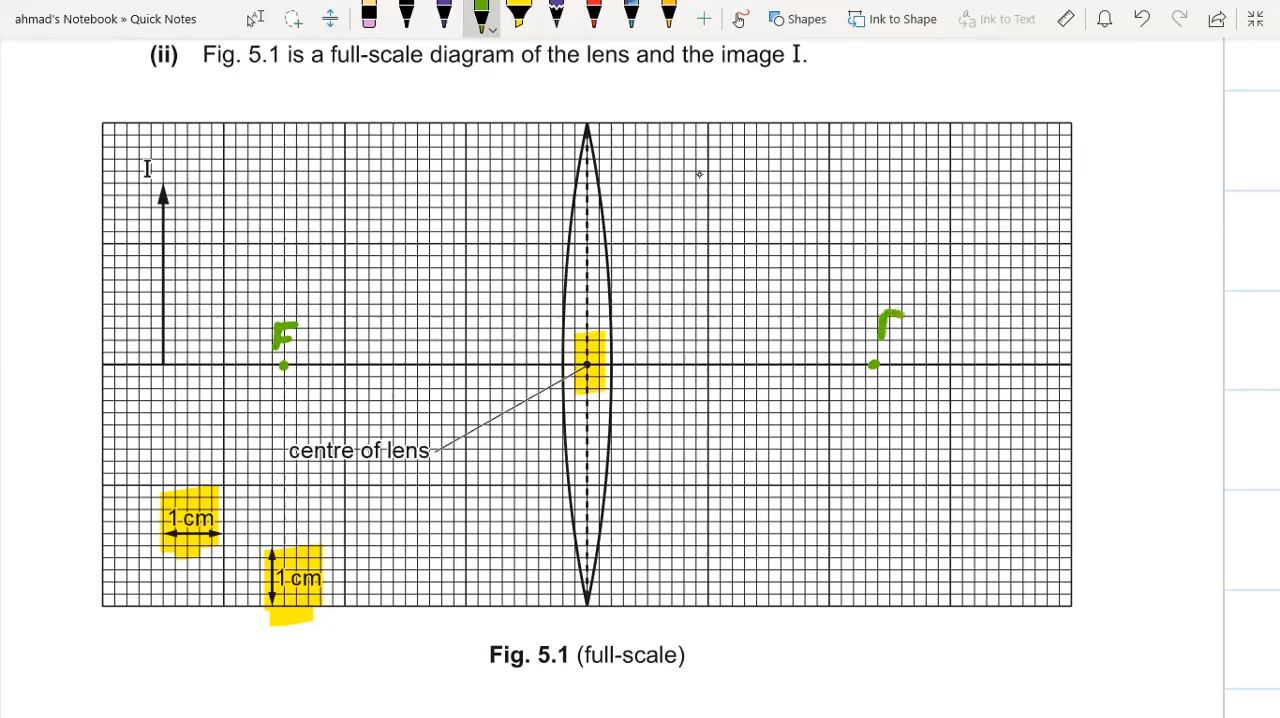 ahmad's Notebook » Quick Notes
Shapes
Ink to Shape
Ink to Text
(ii) Fig. 5.1 is a full-scale diagram of the lens and the image I.
I
F
centre of lens
1 cm
1 cm
Fig. 5.1 (full-scale)